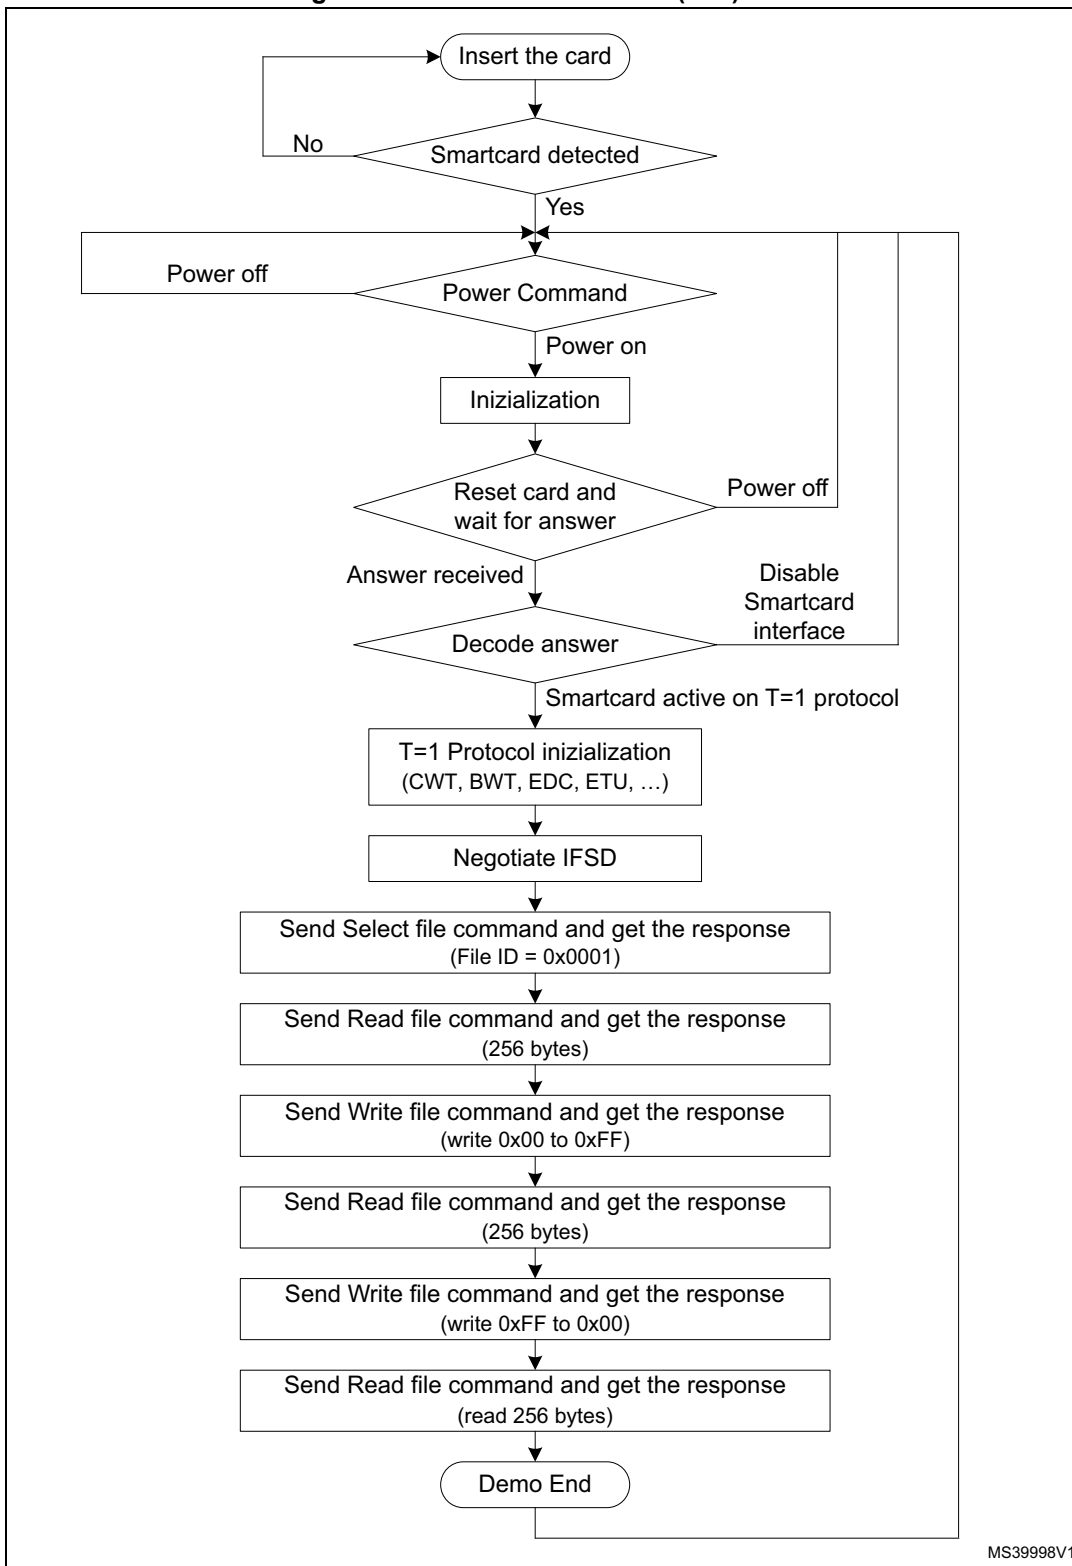 Insert the card
No
Smartcard detected
Yes
Power off
Power Command
Power on
Inizialization
Reset card and
wait for answer
Power off
Answer received
Disable
Smartcard
interface
Decode answer
Smartcard active on T=1 protocol
T=1 Protocol inizialization
(CWT, BWT, EDC, ETU, …)
Negotiate IFSD
Send Select file command and get the response
(File ID = 0x0001)
Send Read file command and get the response
(256 bytes)
Send Write file command and get the response
(write 0x00 to 0xFF)
Send Read file command and get the response
(256 bytes)
Send Write file command and get the response
(write 0xFF to 0x00)
Send Read file command and get the response
(read 256 bytes)
Demo End
MS39998V1